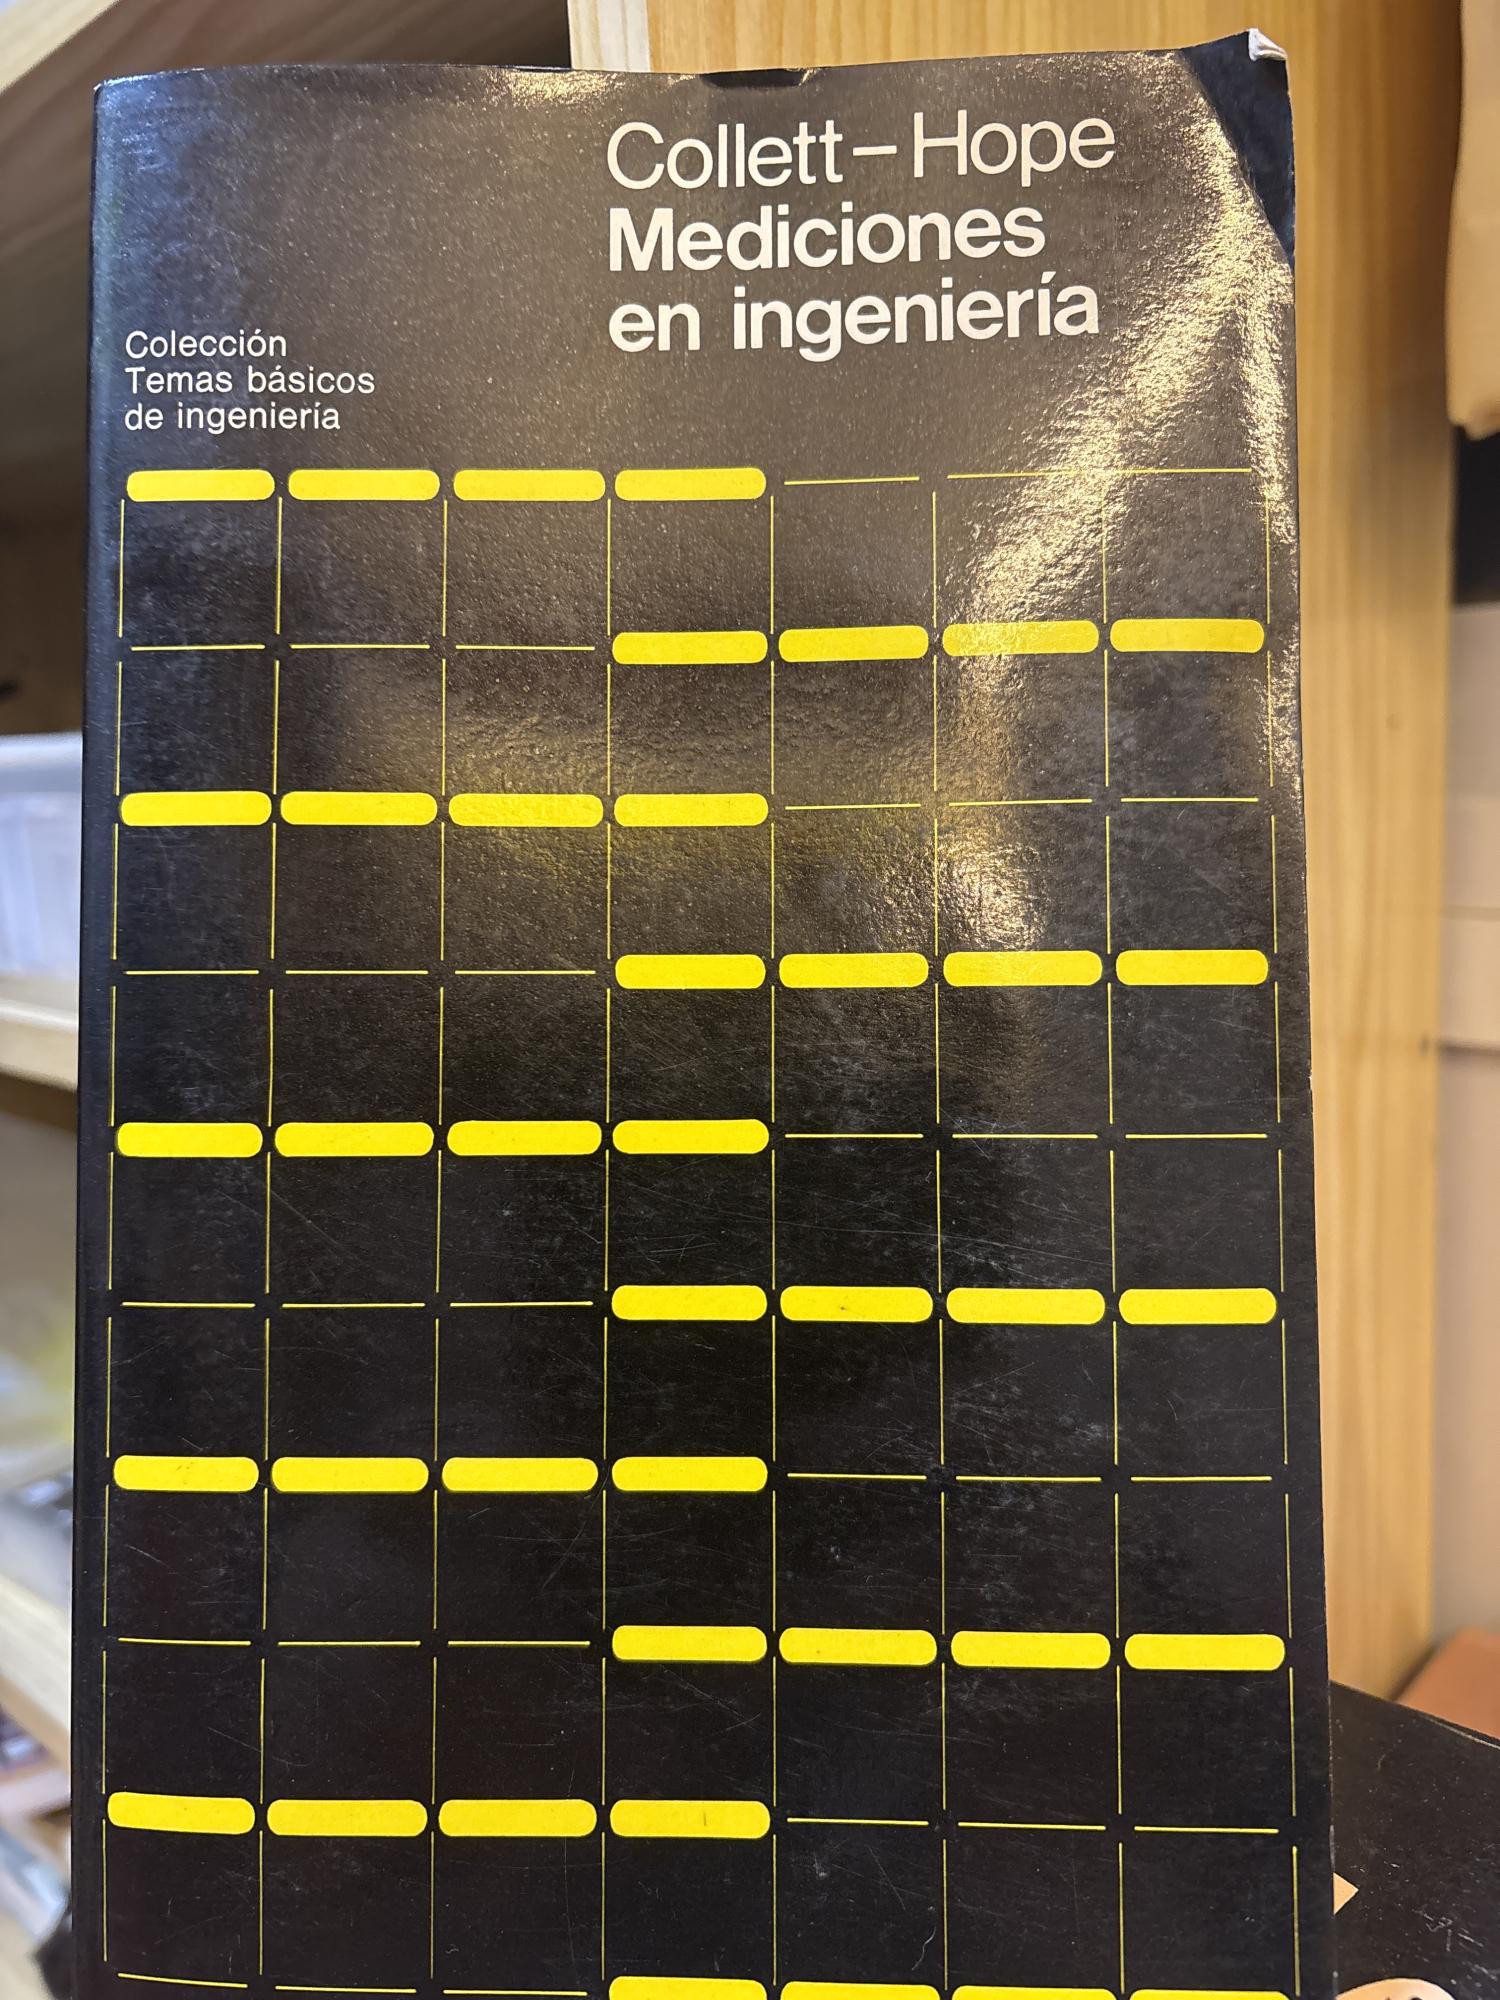 Collett – Hope
Mediciones
en ingeniería
Colección
Temas básicos
de ingeniería